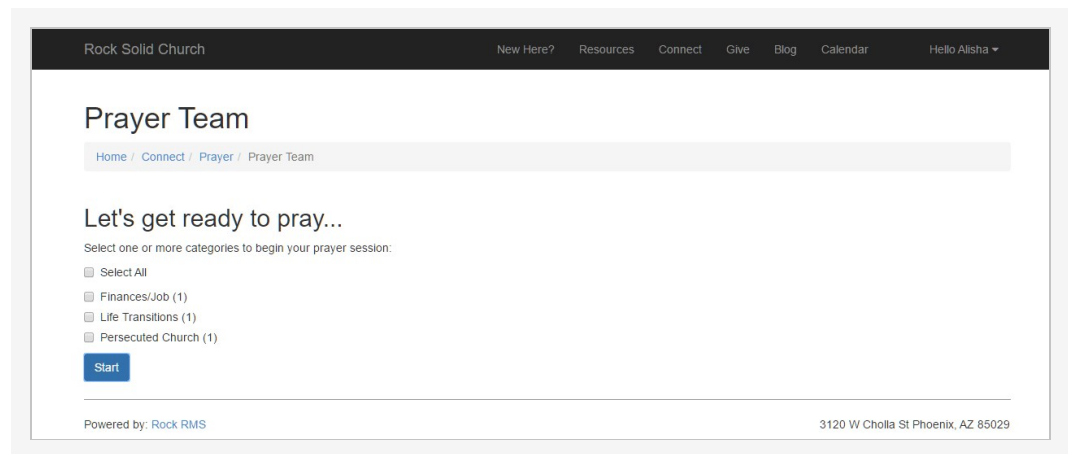 Rock Solid Church New Here? Resources Connect Give Blog Calendar Hello Alisha
Prayer Team
Home / Connect / Prayer / Prayer Team
Let's get ready to pray...
Select one or more categories to begin your prayer session:
Select All
Finances/Job (1)
Life Transitions (1)
Persecuted Church (1)
Start
Powered by: Rock RMS 3120 W Cholla St Phoenix, AZ 85029